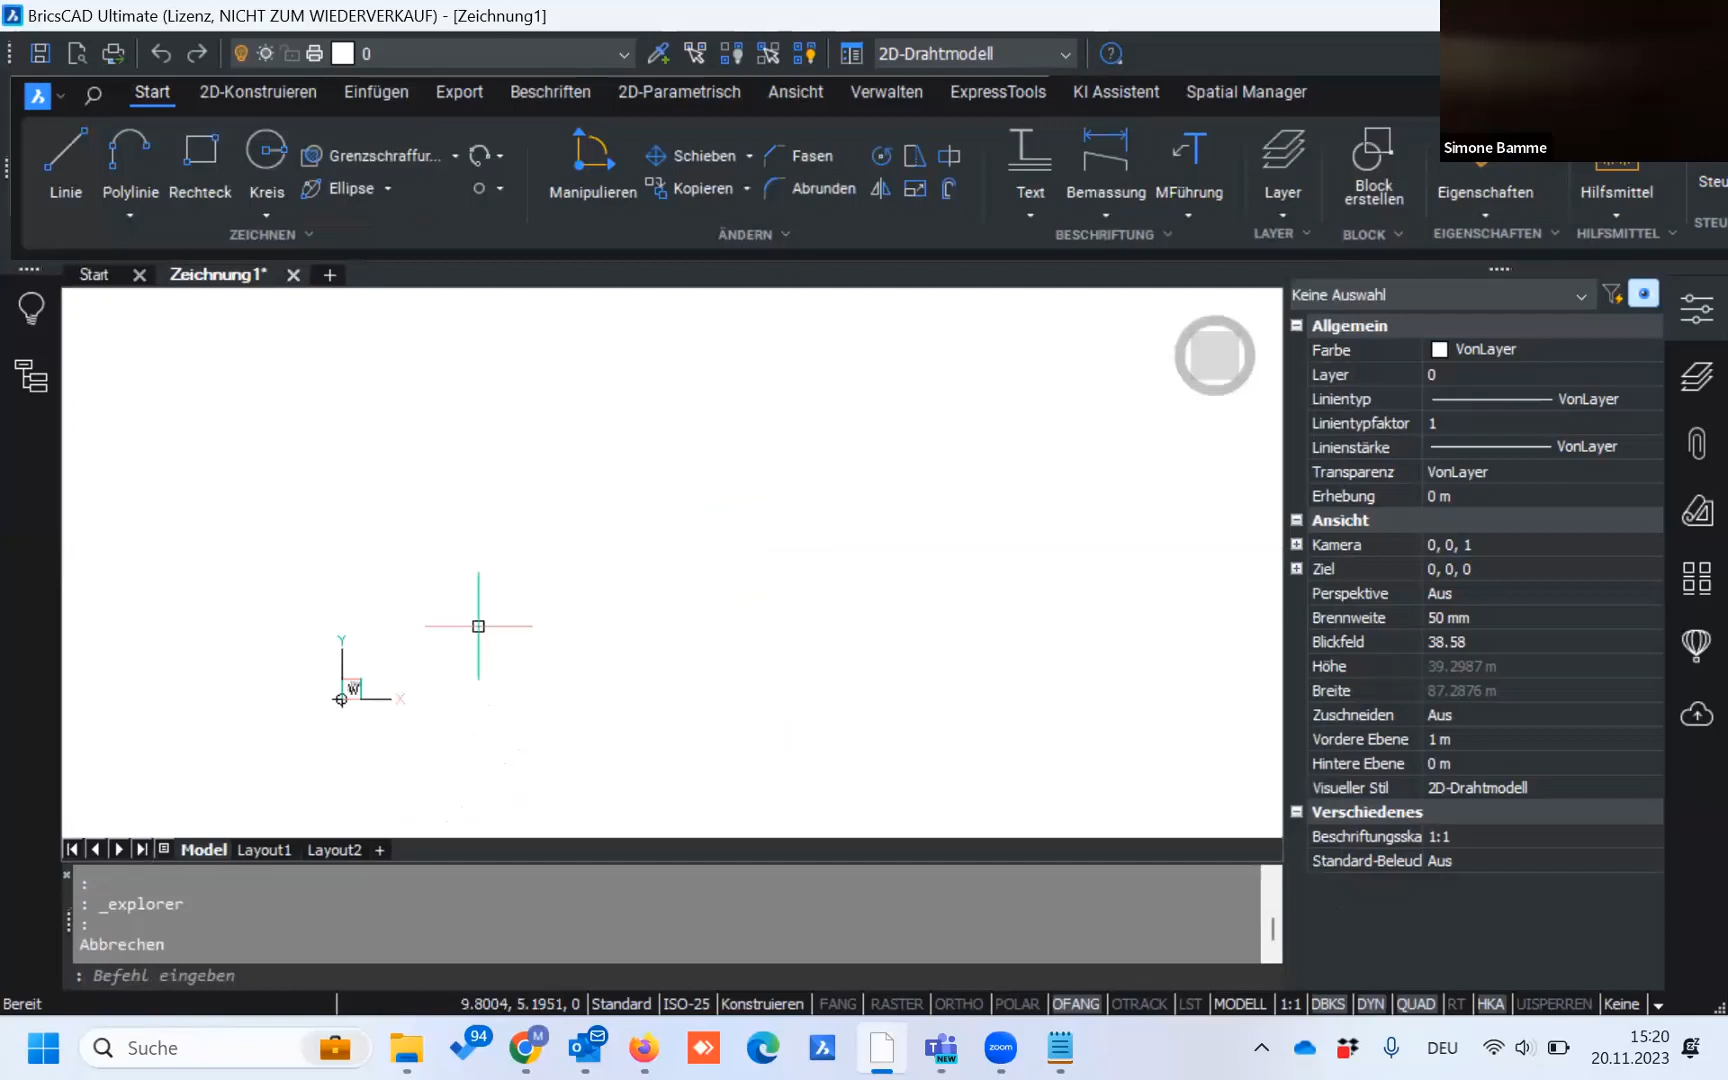 BricsCAD Ultimate (Lizenz, NICHT ZUM WIEDERVERKAUF) - [Zeichnung1]
0
2D-Drahtmodell
Start 2D-Konstruieren Einfügen Export Beschriften 2D-Parametrisch Ansicht Verwalten ExpressTools KI Assistent Spatial Manager
Simone Bamme
Linie Polylinie Rechteck Kreis
Grenzschraffur...
Ellipse
ZEICHNEN
Manipulieren
Schieben
Kopieren
Fasen
Abrunden
ÄNDERN
Text Bemassung MFührung
BESCHRIFTUNG
Layer
LAYER
Block
erstellen
BLOCK
Eigenschaften
EIGENSCHAFTEN
Hilfsmittel
HILFSMITTEL
Steu
STEU
Start Zeichnung1* +
Y
W
X
Keine Auswahl
Allgemein
Farbe VonLayer
Layer 0
Linientyp VonLayer
Linientypfaktor 1
Linienstärke VonLayer
Transparenz VonLayer
Erhebung 0 m
Ansicht
Kamera 0, 0, 1
Ziel 0, 0, 0
Perspektive Aus
Brennweite 50 mm
Blickfeld 38.58
Höhe 39.2987 m
Breite 87.2876 m
Zuschneiden Aus
Vordere Ebene 1 m
Hintere Ebene 0 m
Visueller Stil 2D-Drahtmodell
Verschiedenes
Beschriftungsska 1:1
Standard-Beleucl Aus
Model Layout1 Layout2 +
:
: _explorer
:
Abbrechen
: Befehl eingeben
Bereit 9.8004, 5.1951, 0 Standard ISO-25 Konstruieren FANG RASTER ORTHO POLAR OFANG OTRACK LST MODELL 1:1 DBKS DYN QUAD RT HKA UISPERREN Keine
Suche
94
M
NEW
zoom
DEU
15:20
20.11.2023